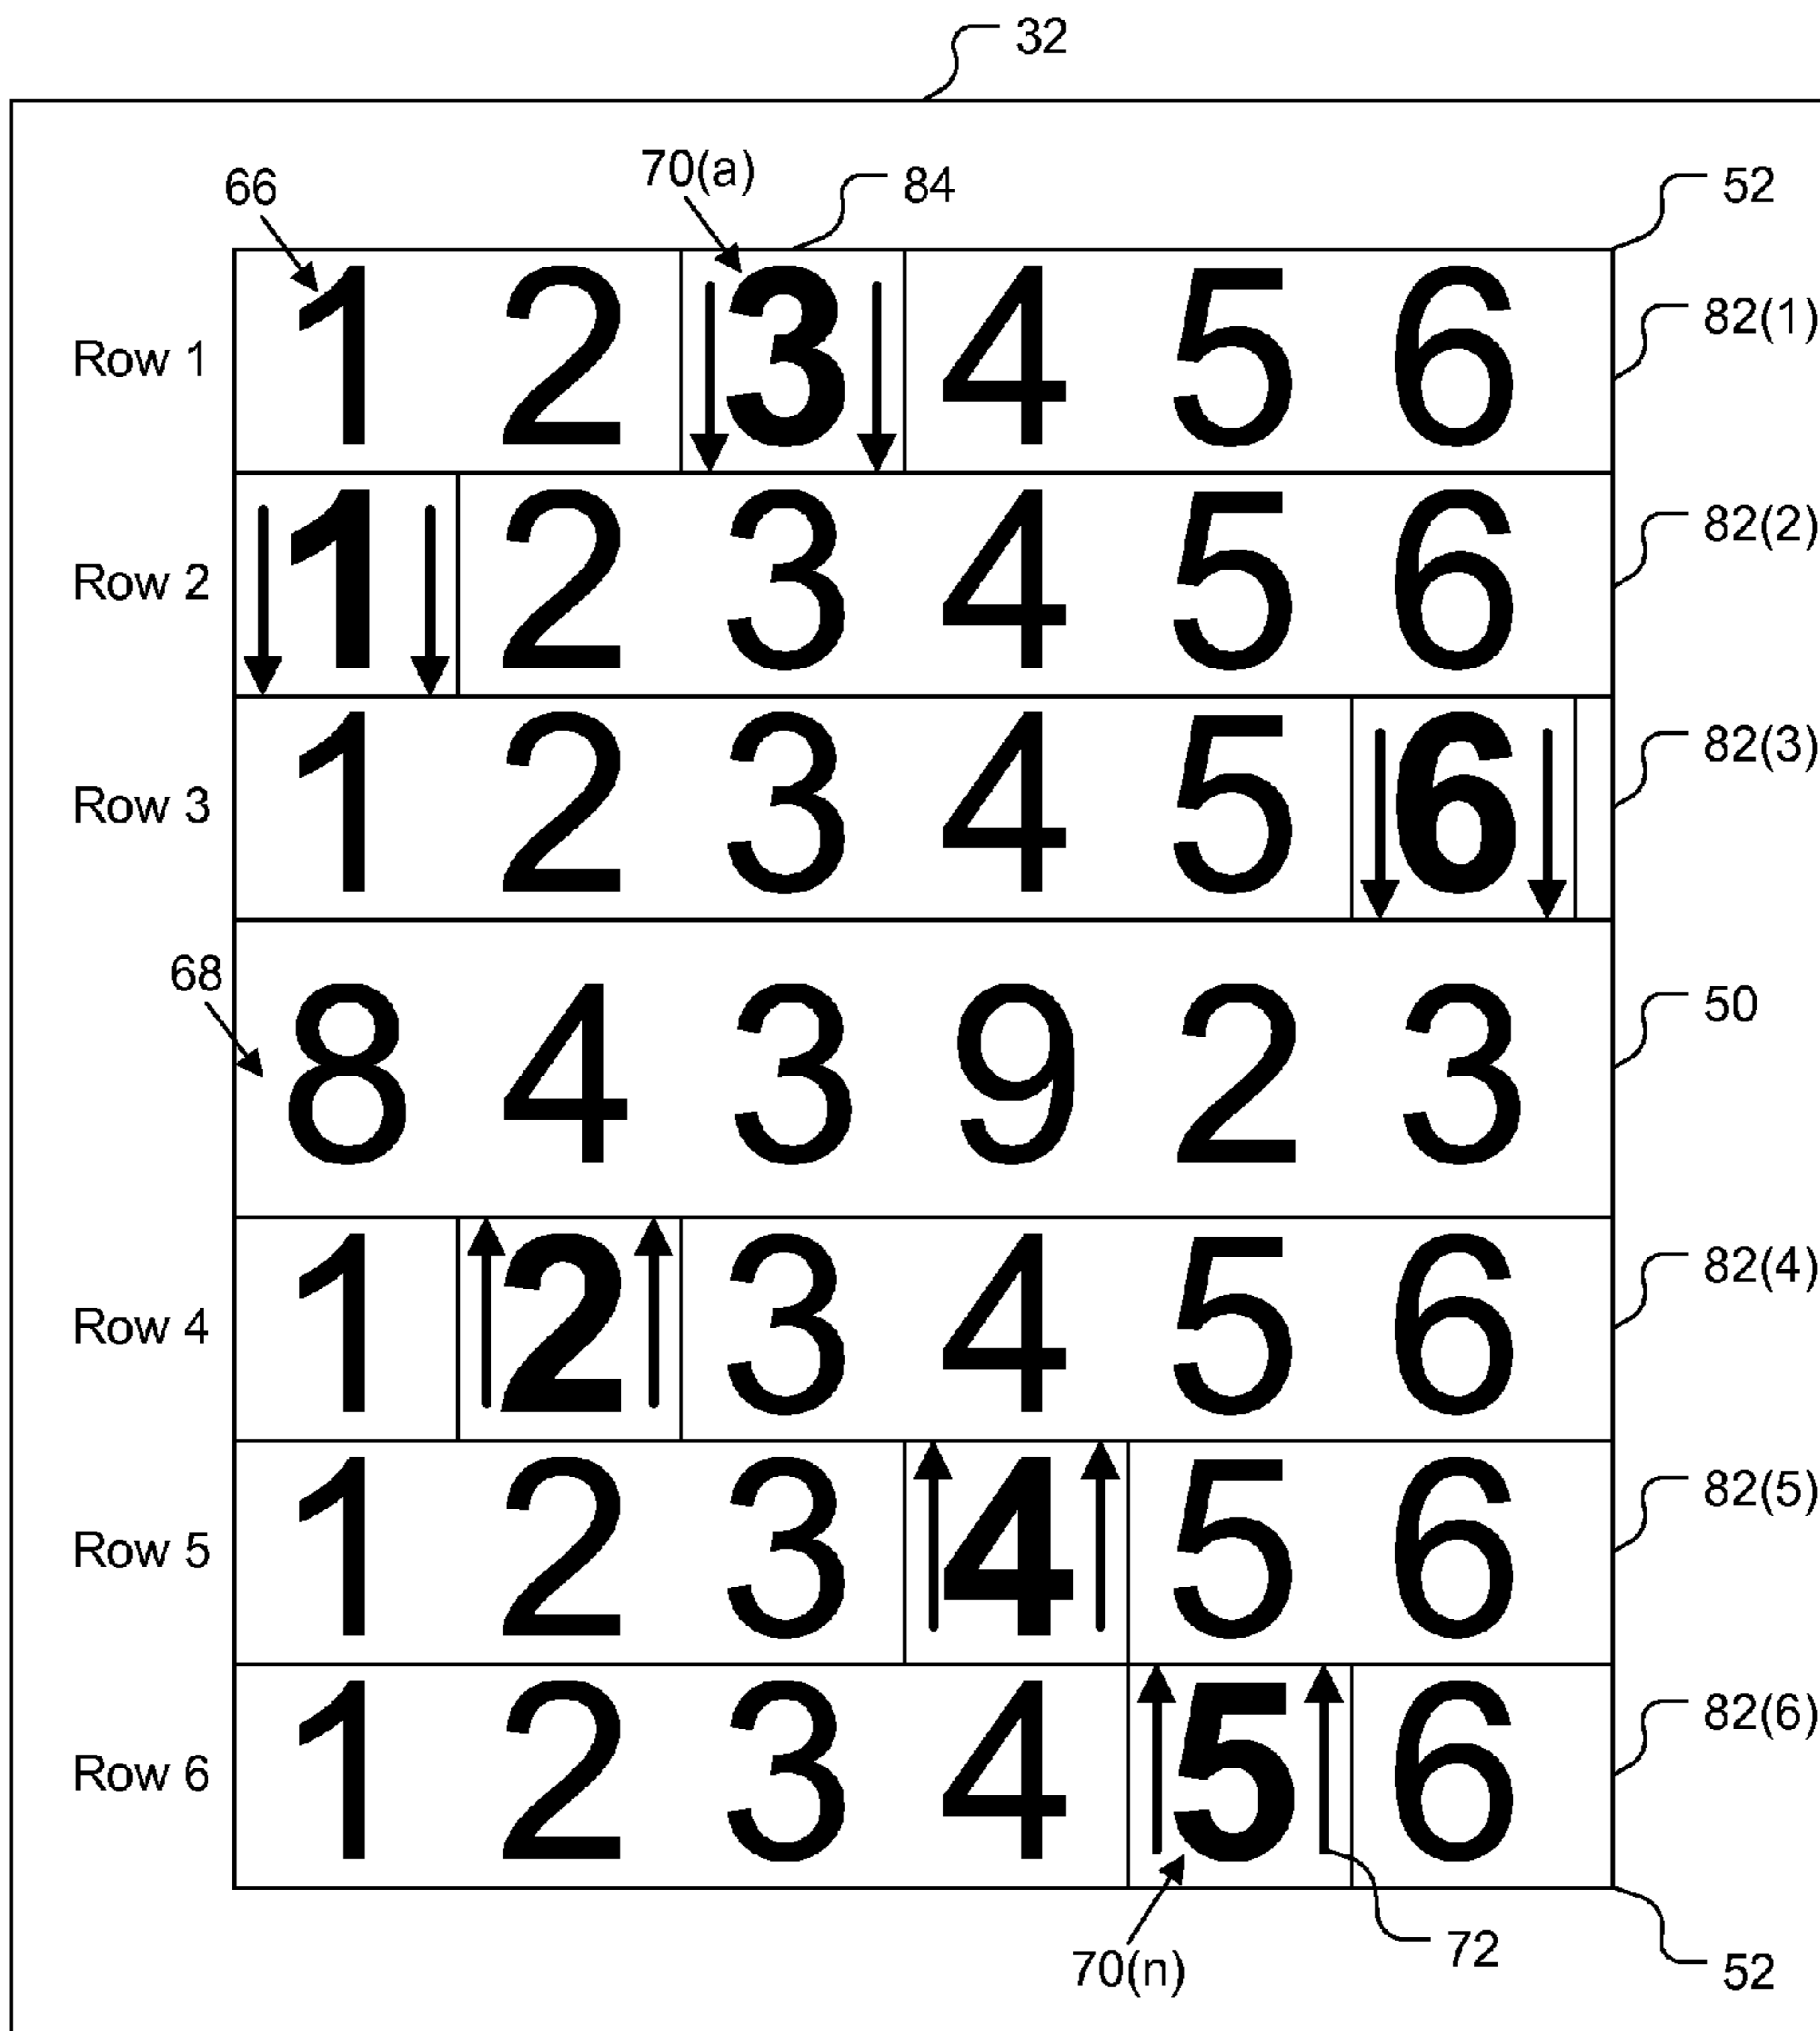 32
66 70(a) 84 52
Row 1 1 2 3 4 5 6 82(1)
Row 2 1 2 3 4 5 6 82(2)
Row 3 1 2 3 4 5 6 82(3)
68 8 4 3 9 2 3 50
Row 4 1 2 3 4 5 6 82(4)
Row 5 1 2 3 4 5 6 82(5)
Row 6 1 2 3 4 5 6 82(6)
70(n) 72 52